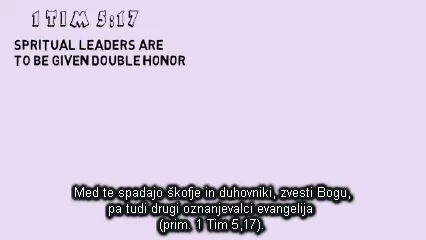 1 TIM 5:17
SPRITUAL LEADERS ARE
TO BE GIVEN DOUBLE HONOR
Med te spadajo škofje in duhovniki, zvesti Bogu,
pa tudi drugi oznanjevalci evangelija
(prim. 1 Tim 5,17).